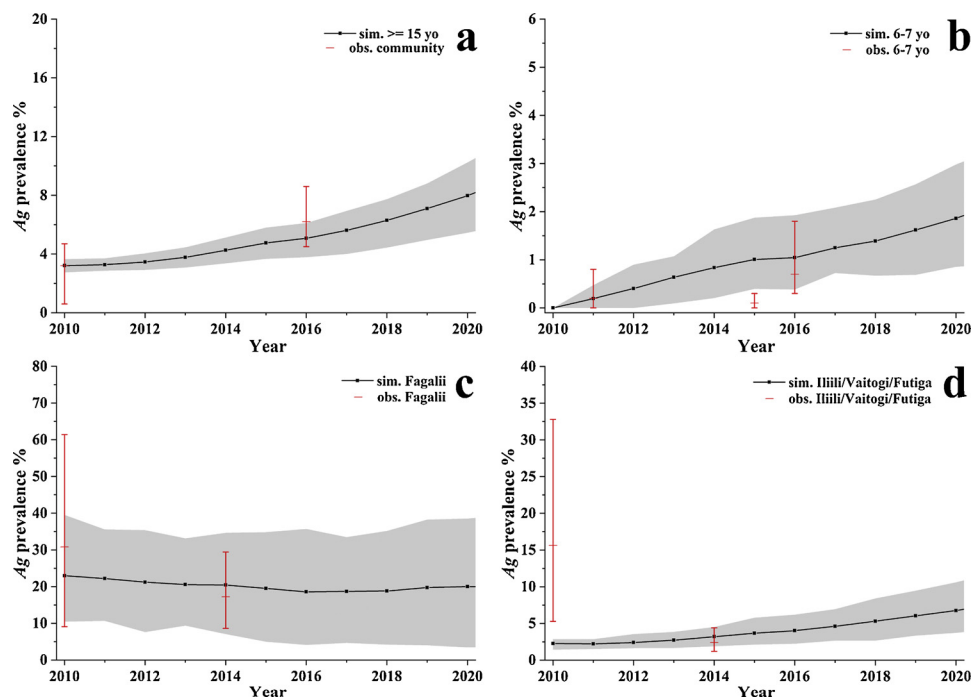 a
sim. >= 15 yo
obs. community
Ag prevalence %
20
16
12
8
4
0
2010 2012 2014 2016 2018 2020
Year
b
sim. 6-7 yo
obs. 6-7 yo
Ag prevalence %
6
5
4
3
2
1
0
2010 2012 2014 2016 2018 2020
Year
c
sim. Fagalii
obs. Fagalii
Ag prevalence %
80
70
60
50
40
30
20
10
0
2010 2012 2014 2016 2018 2020
Year
d
sim. Iliili/Vaitogi/Futiga
obs. Iliili/Vaitogi/Futiga
Ag prevalence %
40
35
30
25
20
15
10
5
0
2010 2012 2014 2016 2018 2020
Year